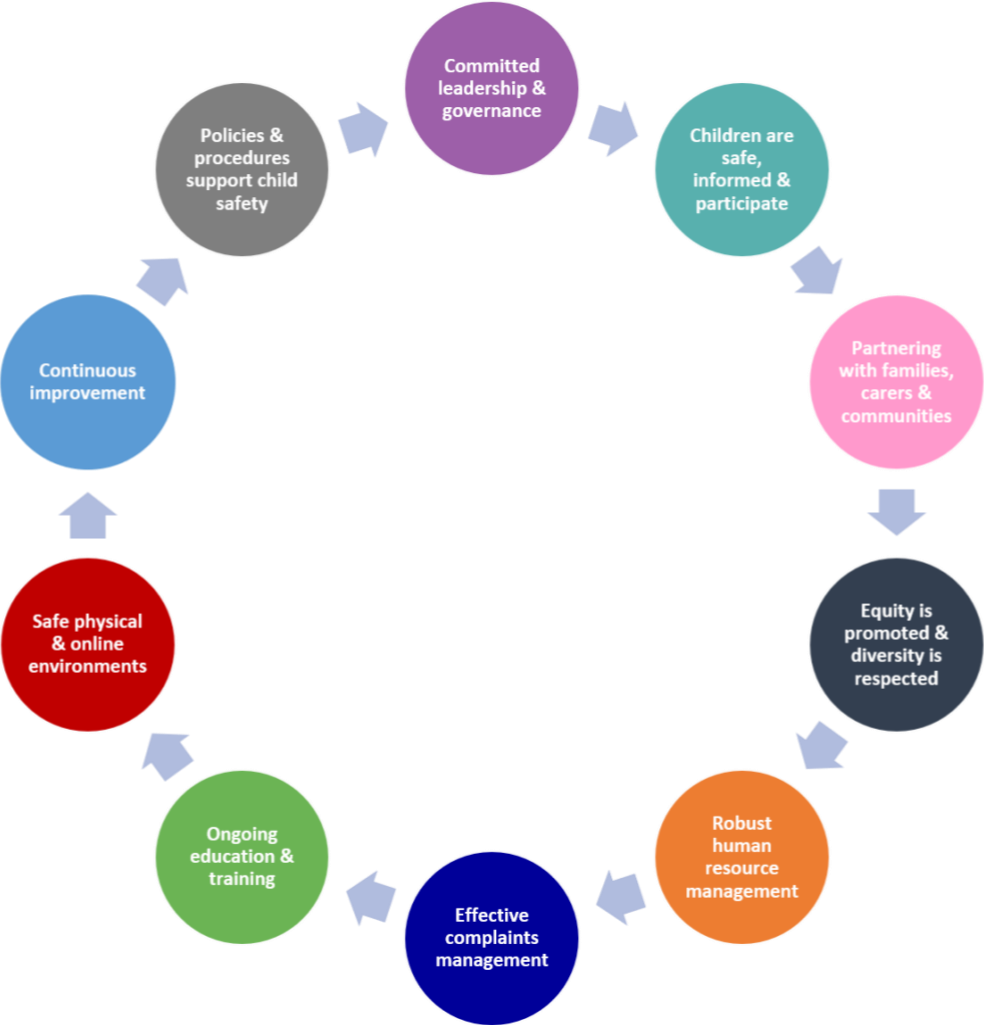 Committed
leadership &
governance
Children are
safe,
informed &
participate
Partnering
with families,
carers &
communities
Equity is
promoted &
diversity is
respected
Robust
human
resource
management
Effective
complaints
management
Ongoing
education &
training
Safe physical
& online
environments
Continuous
improvement
Policies &
procedures
support child
safety